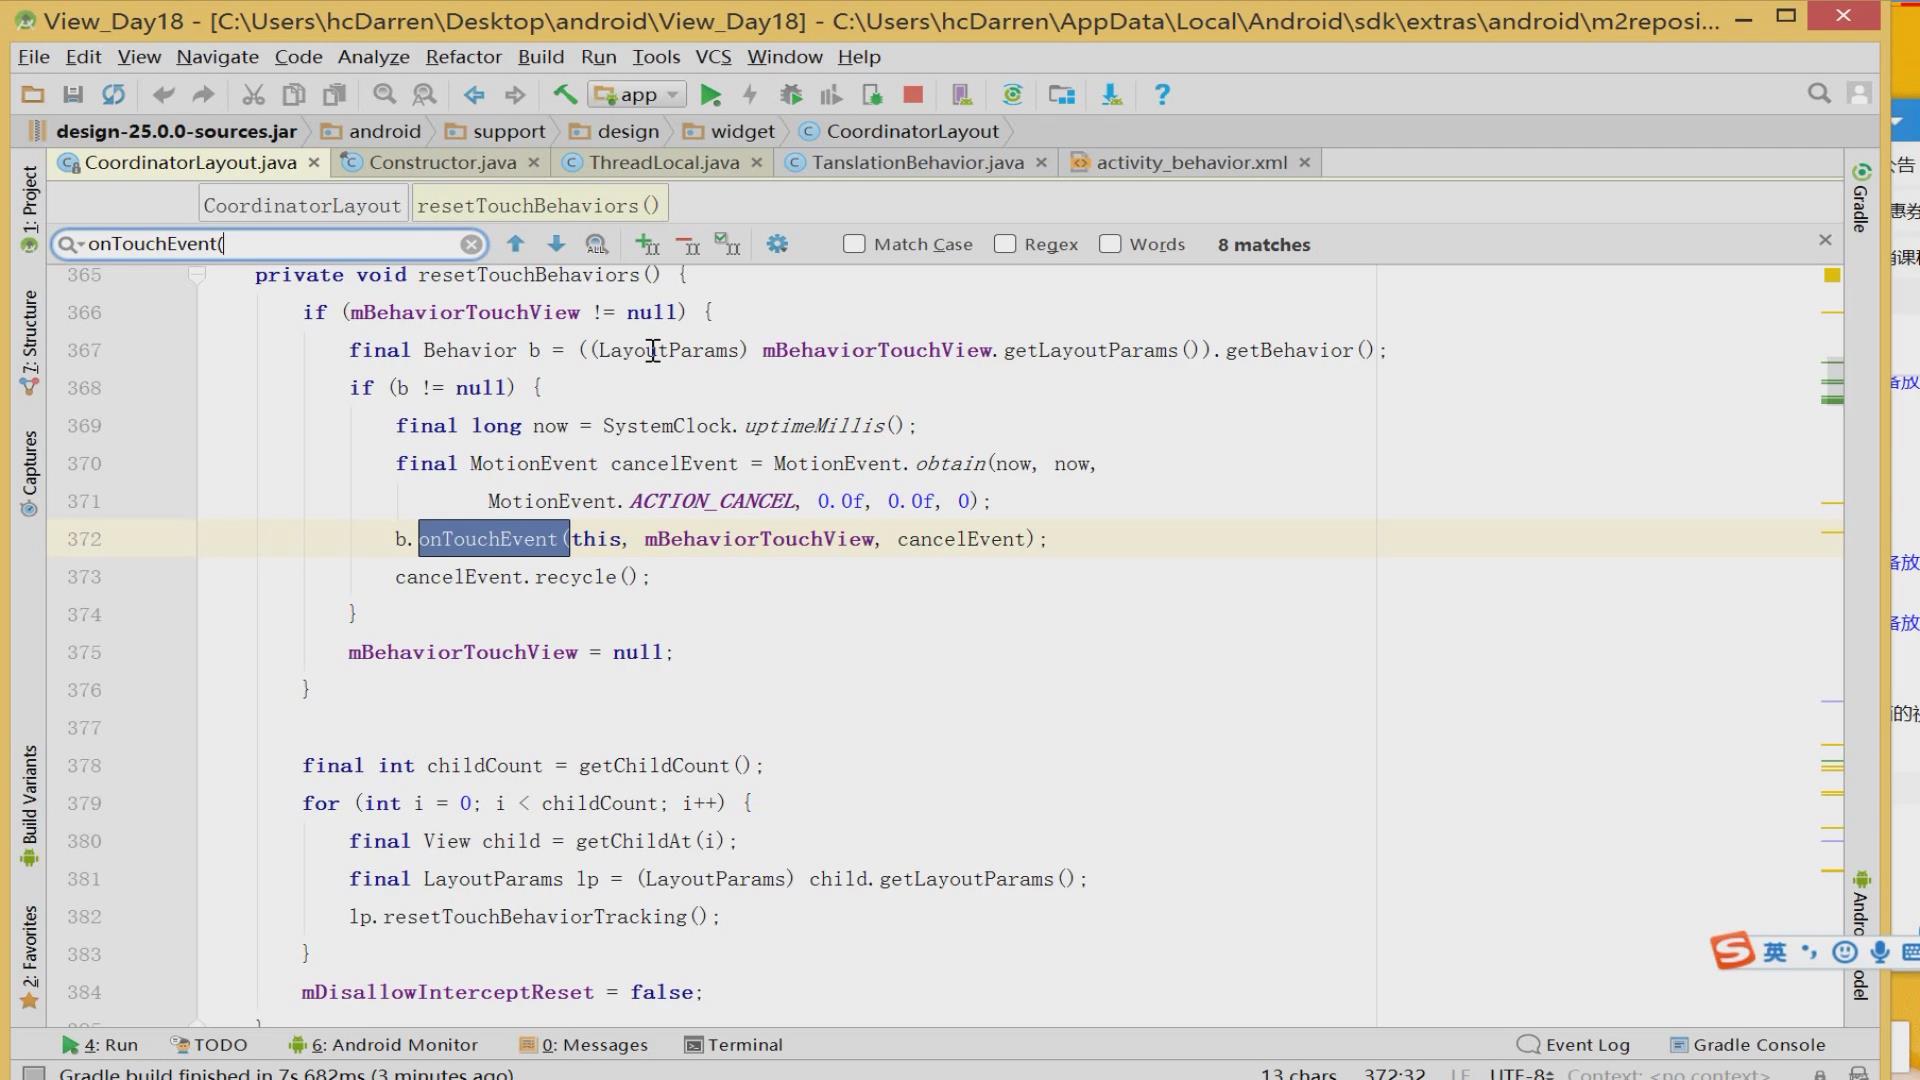 View_Day18 - [C:\Users\hcDarren\Desktop\android\View_Day18] - C:\Users\hcDarren\AppData\Local\Android\sdk\extras\android\m2reposi...
File Edit View Navigate Code Analyze Refactor Build Run Tools VCS Window Help
app
design-25.0.0-sources.jar android support design widget CoordinatorLayout
CoordinatorLayout.java Constructor.java ThreadLocal.java TanslationBehavior.java activity_behavior.xml
CoordinatorLayout resetTouchBehaviors()
onTouchEvent( Match Case Regex Words 8 matches
365 private void resetTouchBehaviors() {
366 if (mBehaviorTouchView != null) {
367 final Behavior b = ((LayoutParams) mBehaviorTouchView.getLayoutParams()).getBehavior();
368 if (b != null) {
369 final long now = SystemClock.uptimeMillis();
370 final MotionEvent cancelEvent = MotionEvent.obtain(now, now,
371 MotionEvent.ACTION_CANCEL, 0.0f, 0.0f, 0);
372 b.onTouchEvent(this, mBehaviorTouchView, cancelEvent);
373 cancelEvent.recycle();
374 }
375 mBehaviorTouchView = null;
376 }
377
378 final int childCount = getChildCount();
379 for (int i = 0; i < childCount; i++) {
380 final View child = getChildAt(i);
381 final LayoutParams lp = (LayoutParams) child.getLayoutParams();
382 lp.resetTouchBehaviorTracking();
383 }
384 mDisallowInterceptReset = false;
1: Project
7: Structure
Captures
Build Variants
2: Favorites
Gradle
英
4: Run TODO 6: Android Monitor 0: Messages Terminal Event Log Gradle Console
Gradle build finished in 7s 682ms (3 minutes ago) 13 chars 372:32 LF UTF-8 Context: <no context>